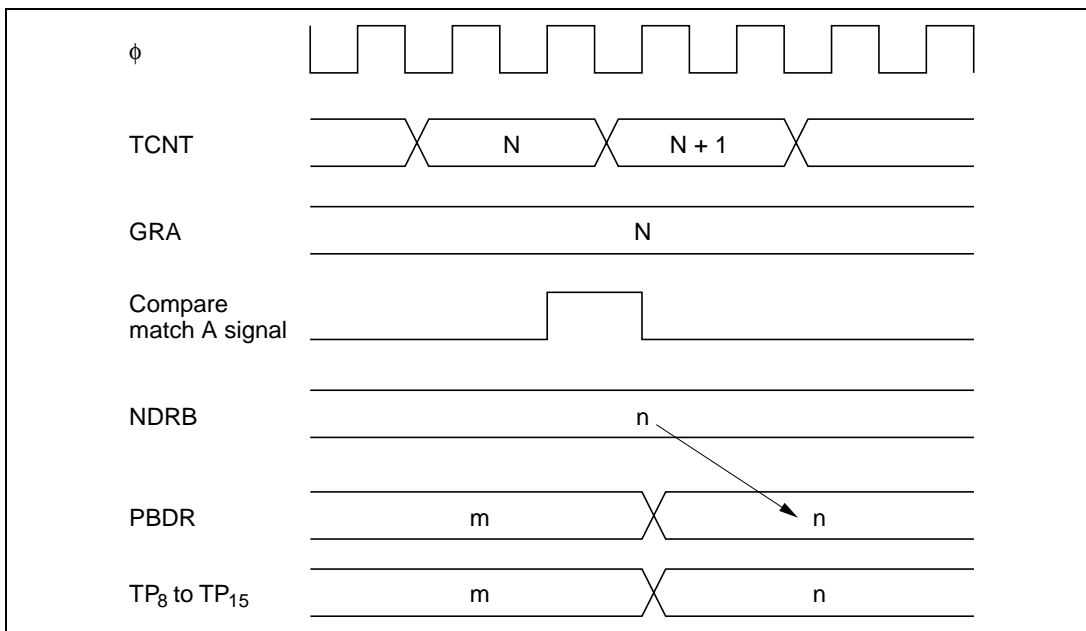 φ
TCNT N N + 1
GRA N
Compare
match A signal
NDRB n
PBDR m n
TP8 to TP15 m n